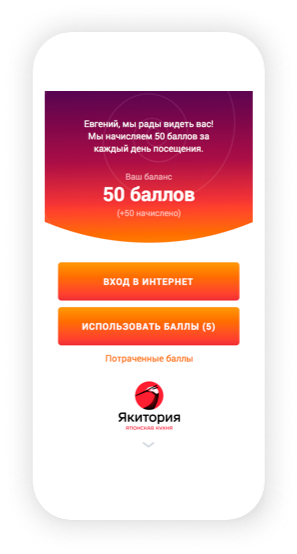 Евгений, мы рады видеть вас!
Мы начисляем 50 баллов за
каждый день посещения.
Ваш баланс
50 баллов
(+50 начислено)
ВХОД В ИНТЕРНЕТ
ИСПОЛЬЗОВАТЬ БАЛЛЫ (5)
Потраченные баллы
Якитория
ЯПОНСКАЯ КУХНЯ